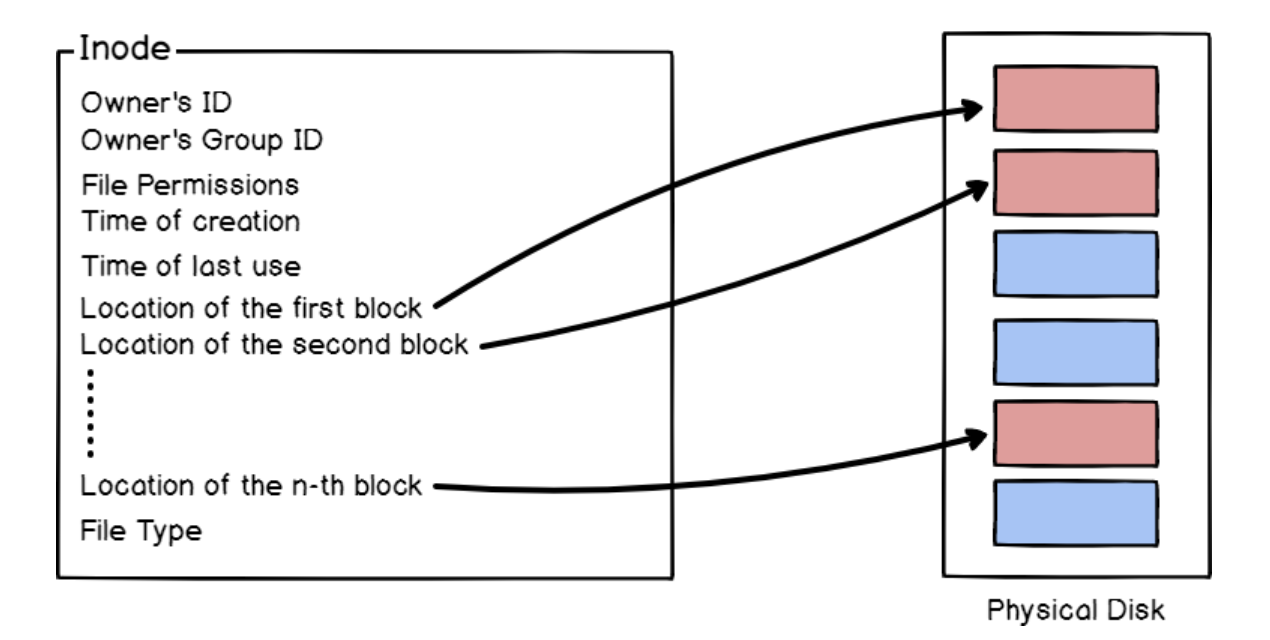 Inode
Owner's ID
Owner's Group ID
File Permissions
Time of creation
Time of last use
Location of the first block
Location of the second block
Location of the n-th block
File Type
Physical Disk